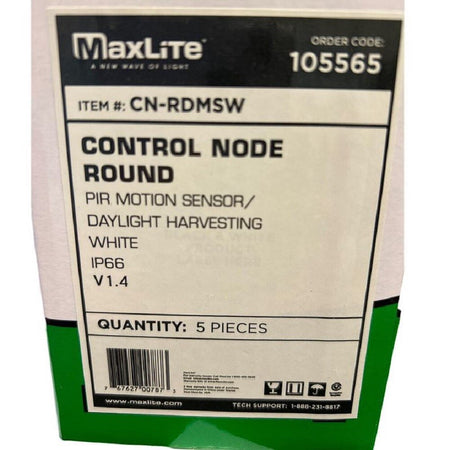 MAXLITE®
A NEW WAVE OF LIGHT
ORDER CODE:
105565
ITEM #: CN-RDMSW
CONTROL NODE
ROUND
PIR MOTION SENSOR/
DAYLIGHT HARVESTING
WHITE
IP66
V1.4
QUANTITY: 5 PIECES
www.maxlite.com
TECH SUPPORT: 1-888-231-8817